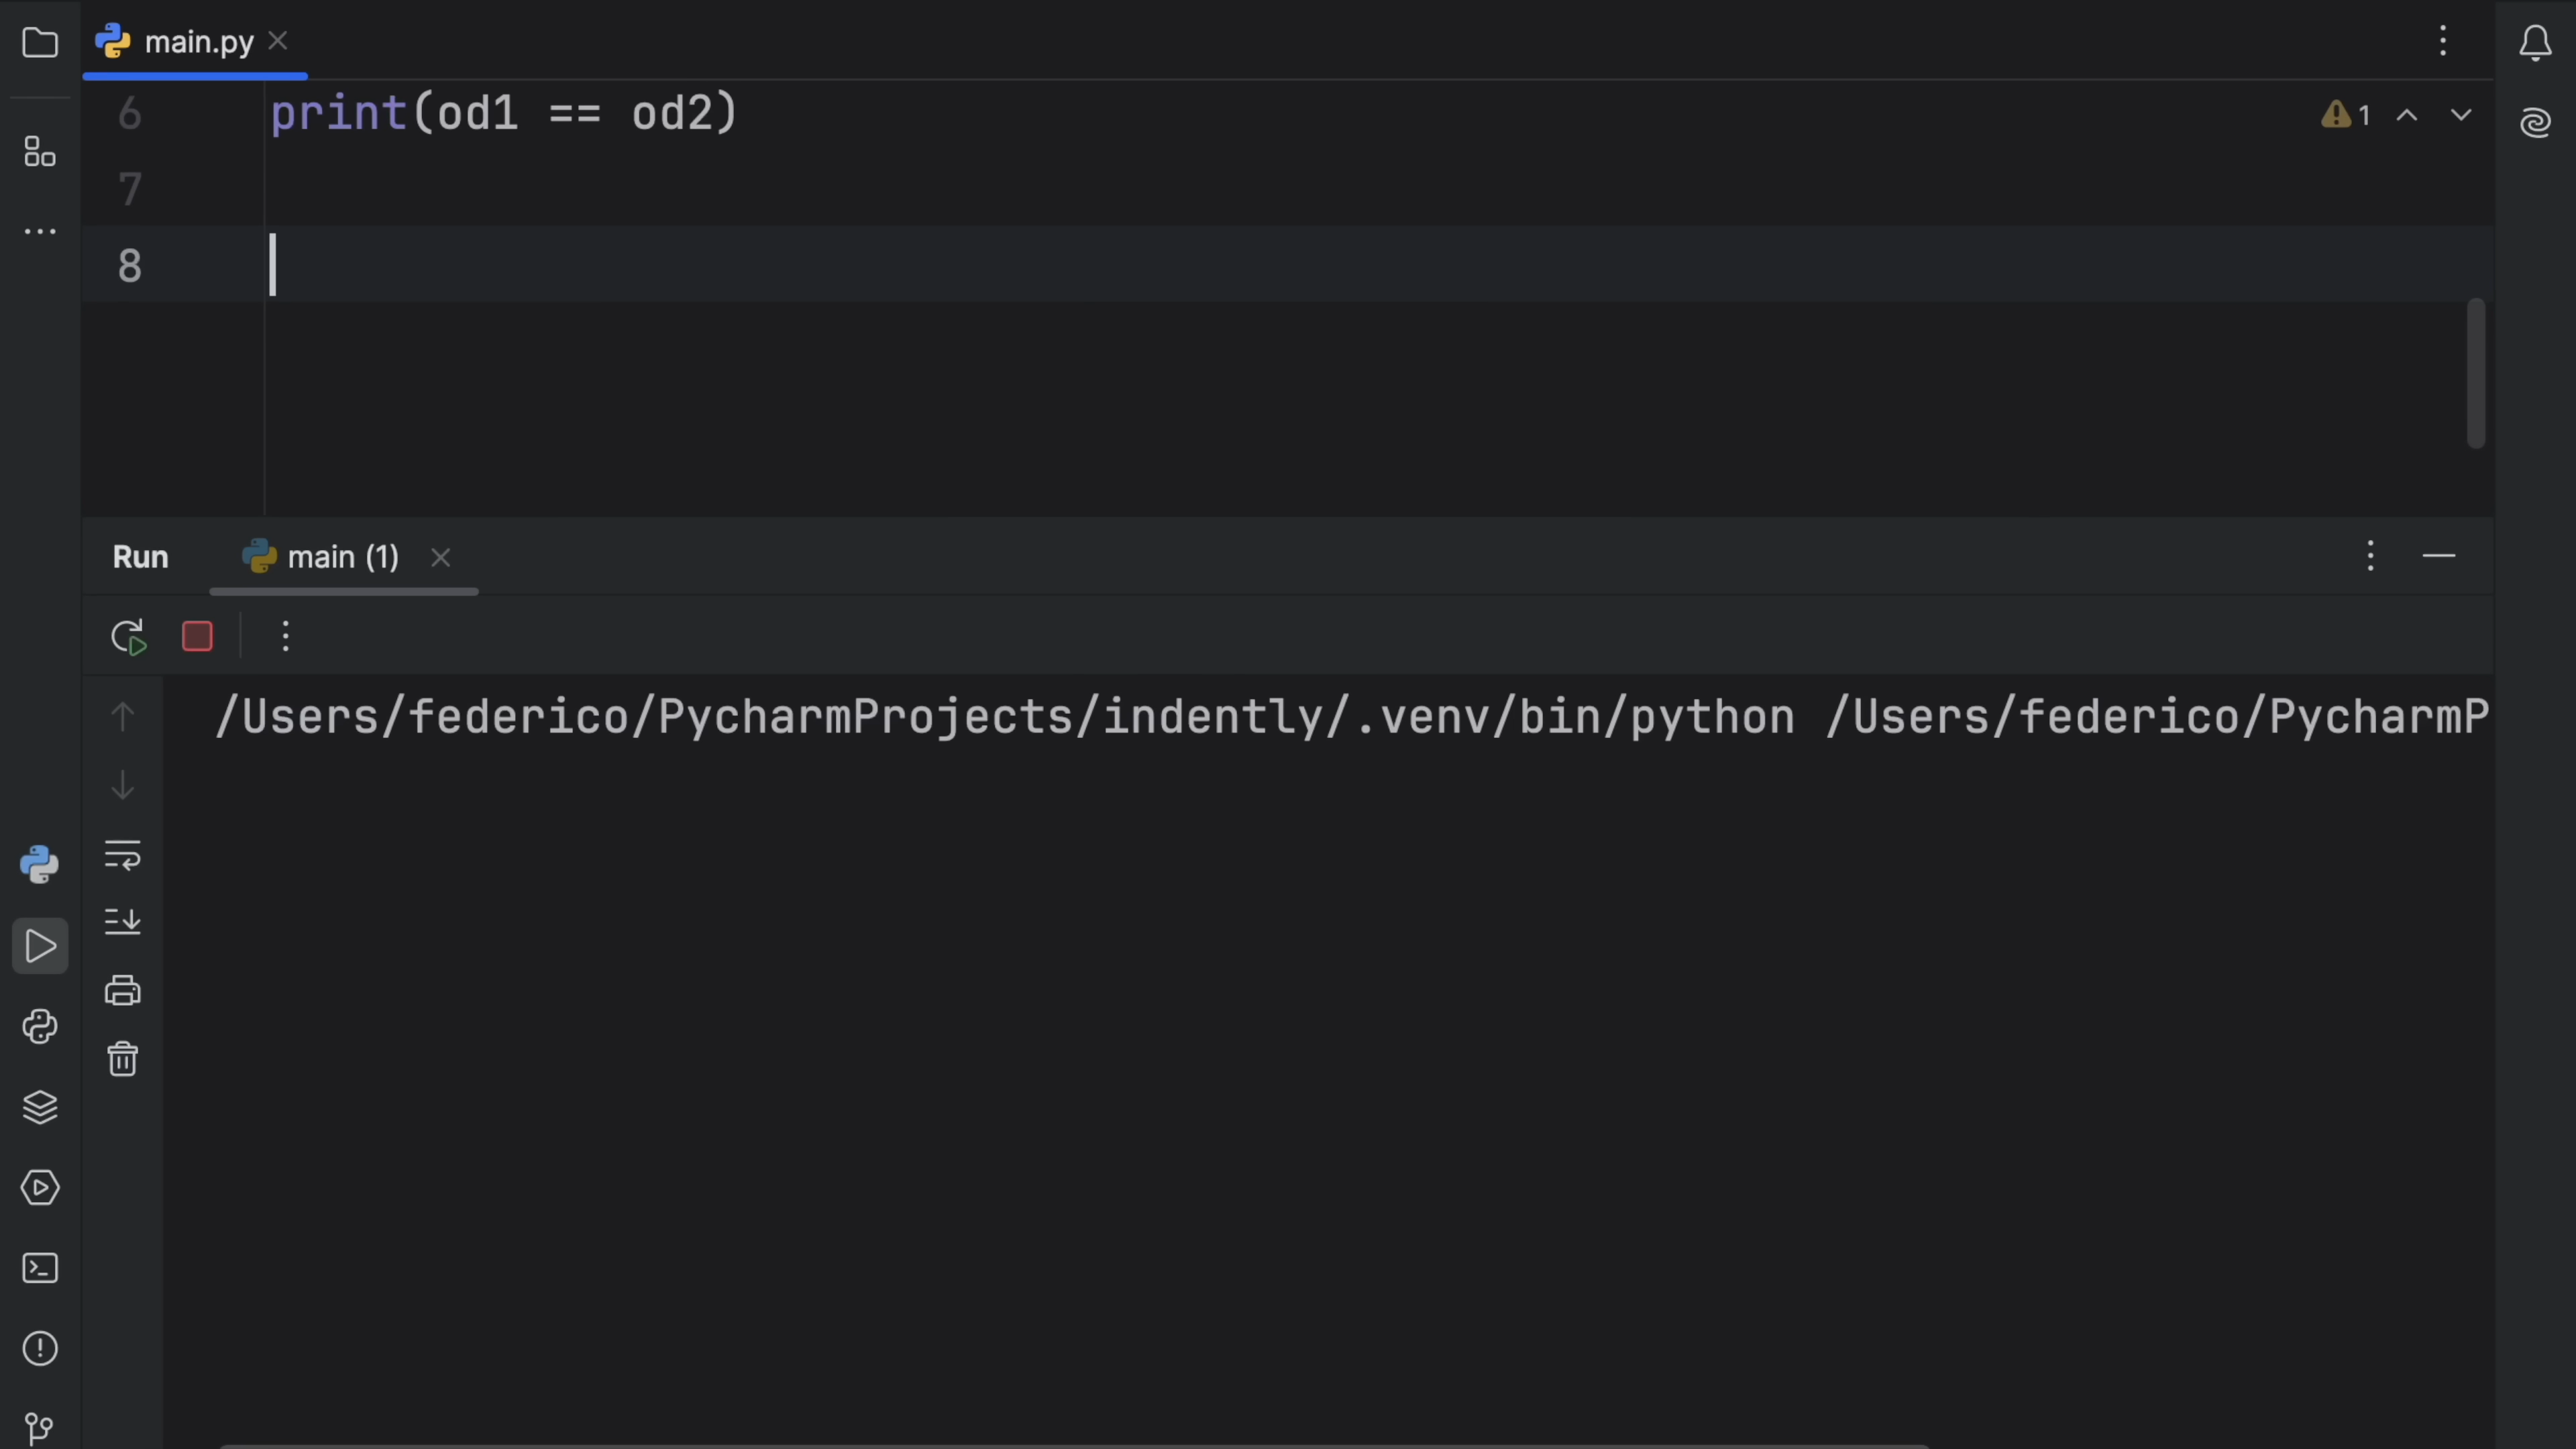 main.py
6 print(od1 == od2)
1
7
8
Run main (1)
/Users/federico/PycharmProjects/indently/.venv/bin/python /Users/federico/PycharmP